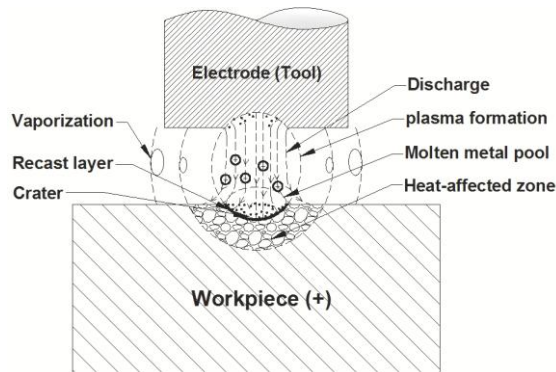 Electrode (Tool)
Discharge
Vaporization
plasma formation
Recast layer
Molten metal pool
Crater
Heat-affected zone
Workpiece (+)